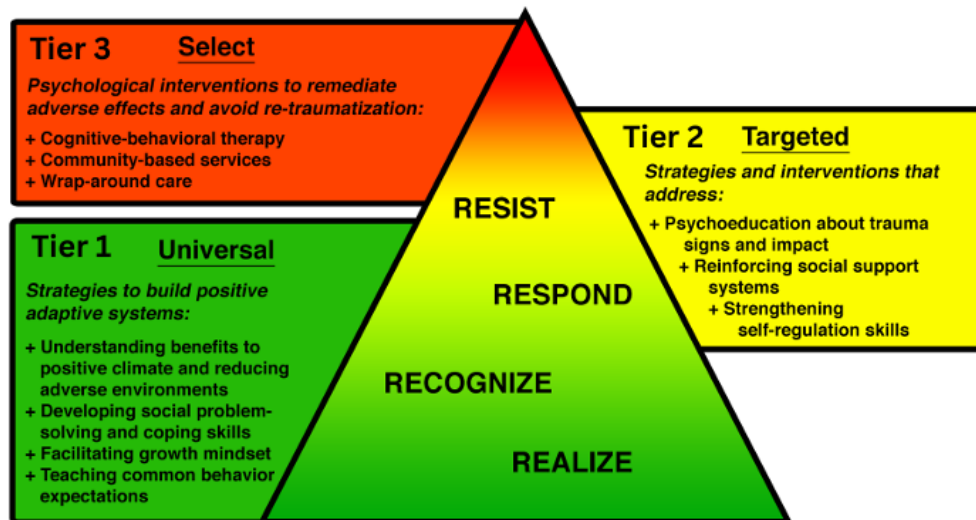 Tier 3 Select
Psychological interventions to remediate
adverse effects and avoid re-traumatization:
+ Cognitive-behavioral therapy
+ Community-based services
+ Wrap-around care
Tier 2 Targeted
Strategies and interventions that
address:
+ Psychoeducation about trauma
signs and impact
+ Reinforcing social support
systems
+ Strengthening
self-regulation skills
Tier 1 Universal
Strategies to build positive
adaptive systems:
+ Understanding benefits to
positive climate and reducing
adverse environments
+ Developing social problem-
solving and coping skills
+ Facilitating growth mindset
+ Teaching common behavior
expectations
RESIST
RESPOND
RECOGNIZE
REALIZE